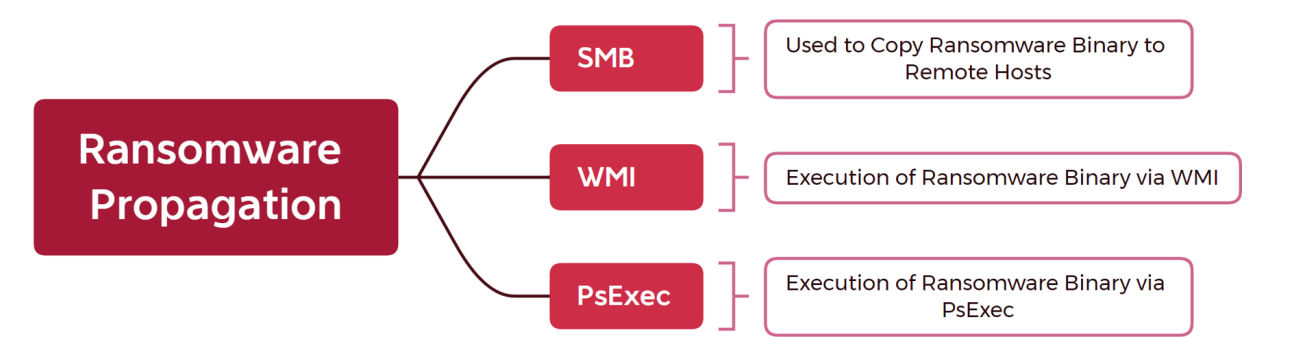 Ransomware
Propagation
SMB
Used to Copy Ransomware Binary to
Remote Hosts
WMI
Execution of Ransomware Binary via WMI
PsExec
Execution of Ransomware Binary via
PsExec